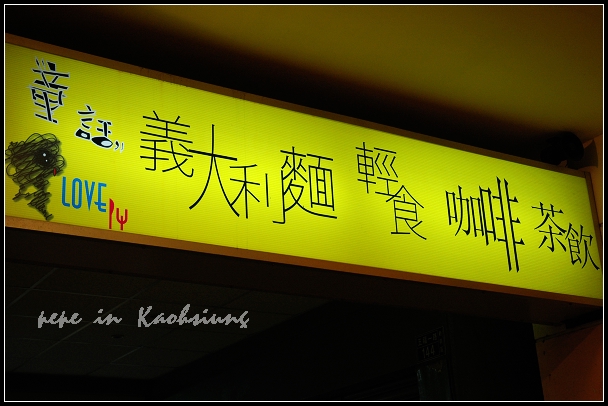 童話
LOVEly
義大利麵 輕食 咖啡 茶飲
pepe in Kaohsiung